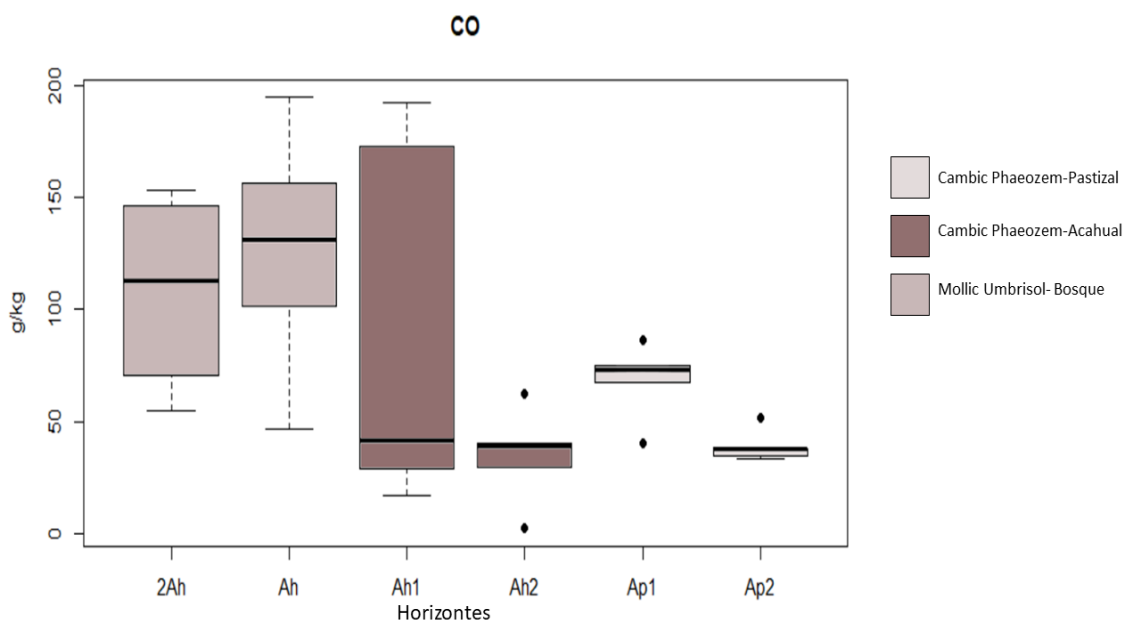 CO
200
150
100
50
0
g/kg
2Ah
Ah
Ah1
Ah2
Ap1
Ap2
Horizontes
Cambic Phaeozem-Pastizal
Cambic Phaeozem-Acahual
Mollic Umbrisol- Bosque